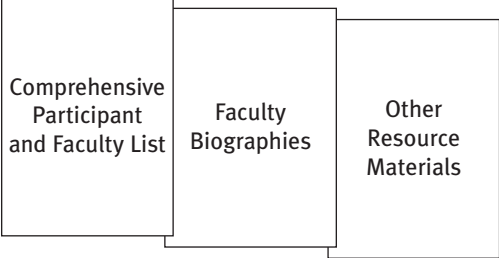 Comprehensive
Participant
and Faculty List
Faculty
Biographies
Other
Resource
Materials